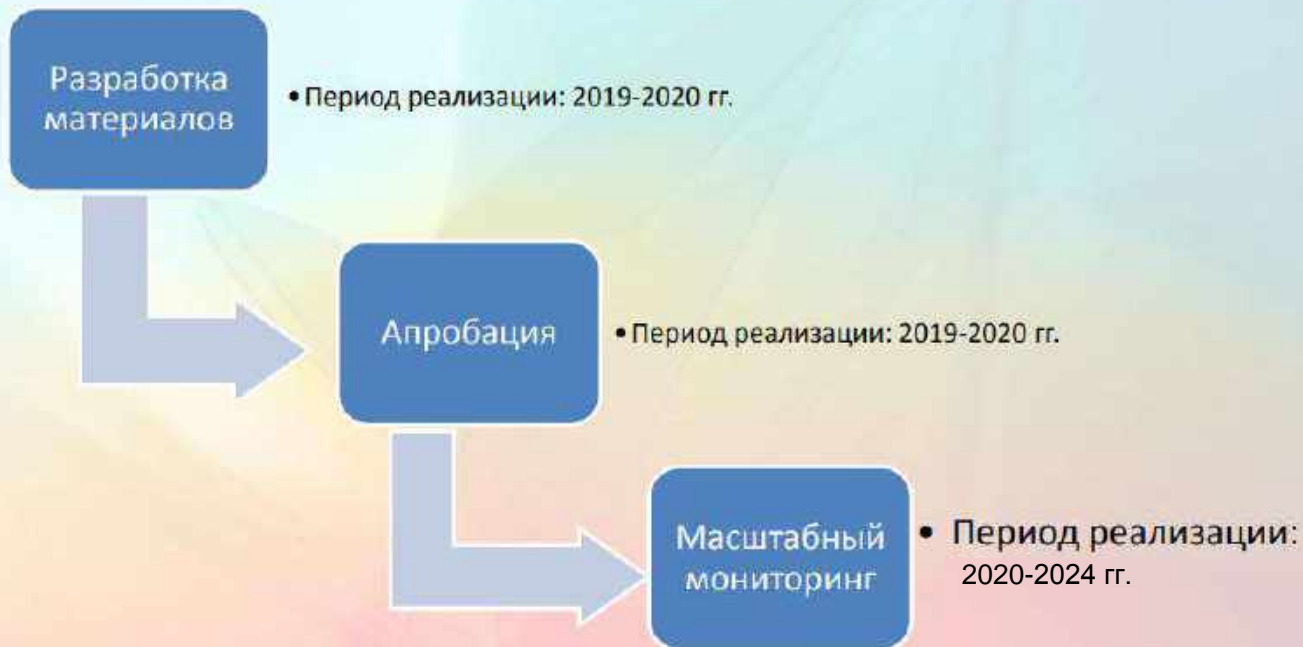 Разработка
материалов
• Период реализации: 2019-2020 гг.
Апробация
• Период реализации: 2019-2020 гг.
Масштабный
мониторинг
• Период реализации:
2020-2024 гг.